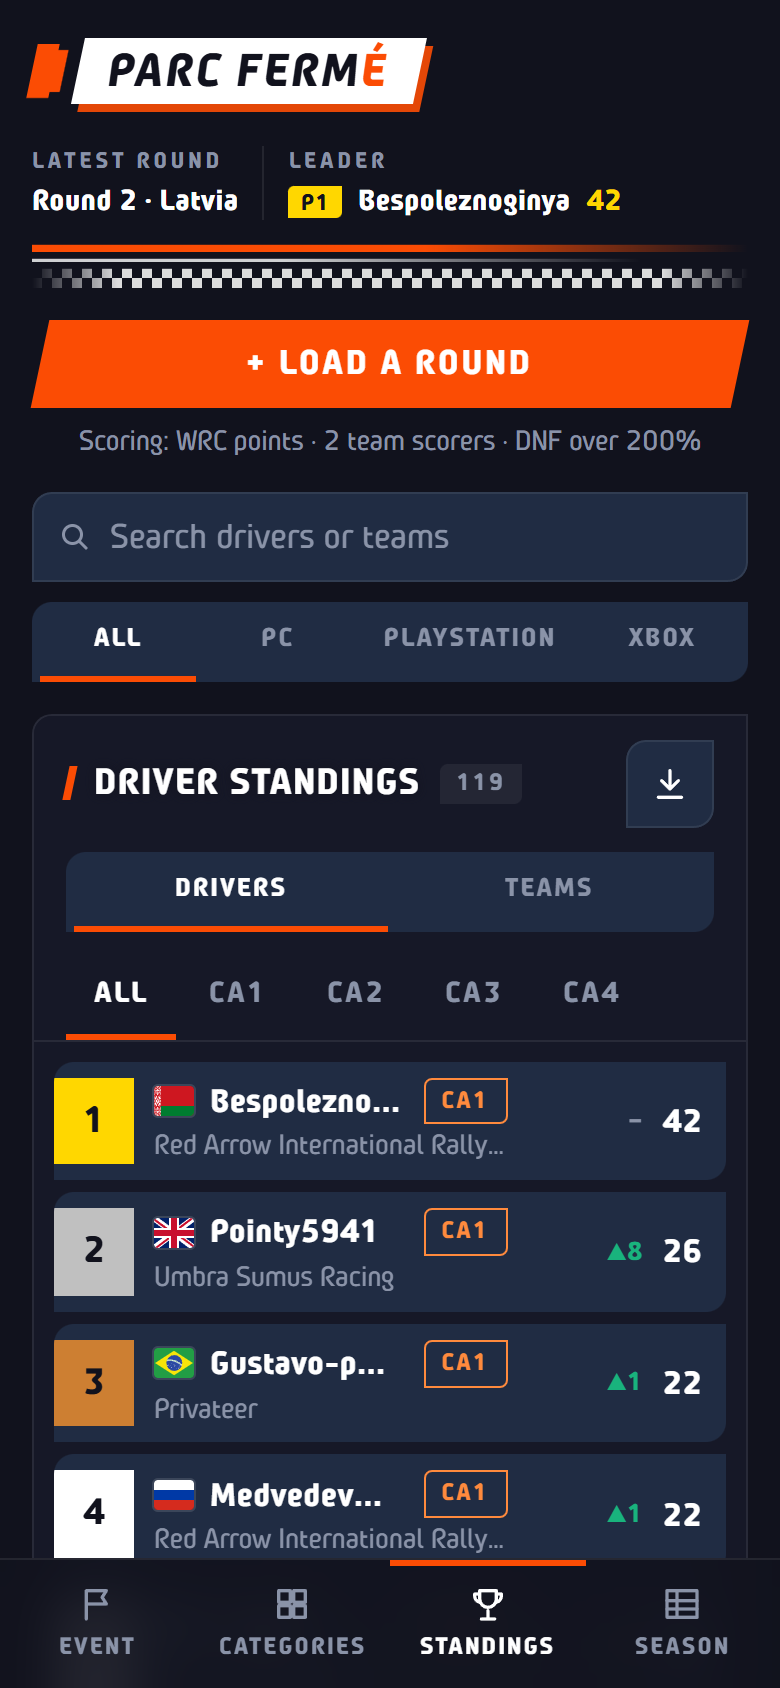 PARC FERMÉ
LATEST ROUND
Round 2 · Latvia
LEADER
P1 Bespoleznoginya 42
+ LOAD A ROUND
Scoring: WRC points · 2 team scorers · DNF over 200%
Search drivers or teams
ALL PC PLAYSTATION XBOX
DRIVER STANDINGS 119
DRIVERS TEAMS
ALL CA1 CA2 CA3 CA4
1 Bespolezno... CA1 – 42
Red Arrow International Rally...
2 Pointy5941 CA1 ▲8 26
Umbra Sumus Racing
3 Gustavo-p... CA1 ▲1 22
Privateer
4 Medvedev... CA1 ▲1 22
Red Arrow International Rally...
EVENT CATEGORIES STANDINGS SEASON